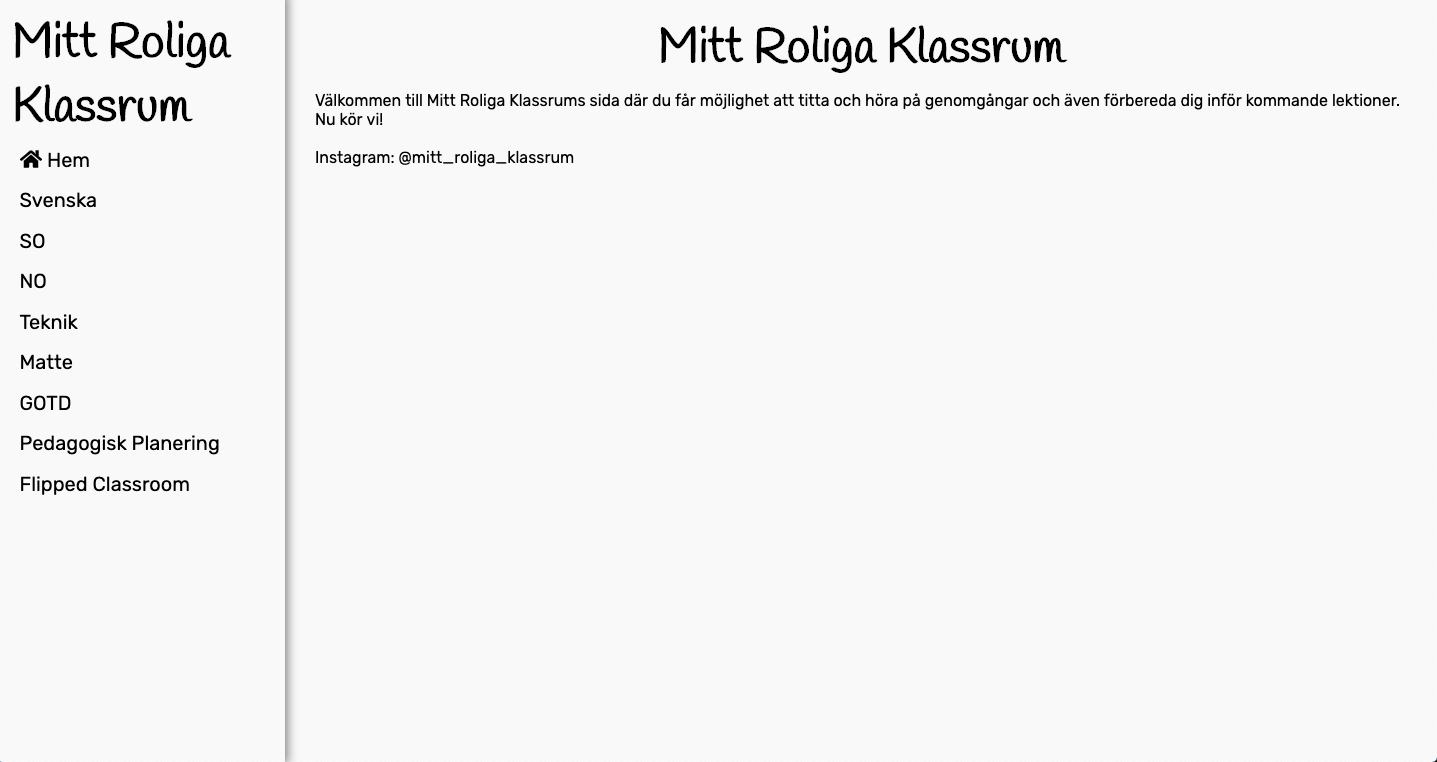 Mitt Roliga
Klassrum
Hem
Svenska
SO
NO
Teknik
Matte
GOTD
Pedagogisk Planering
Flipped Classroom
Mitt Roliga Klassrum
Välkommen till Mitt Roliga Klassrums sida där du får möjlighet att titta och höra på genomgångar och även förbereda dig inför kommande lektioner.
Nu kör vi!
Instagram: @mitt_roliga_klassrum